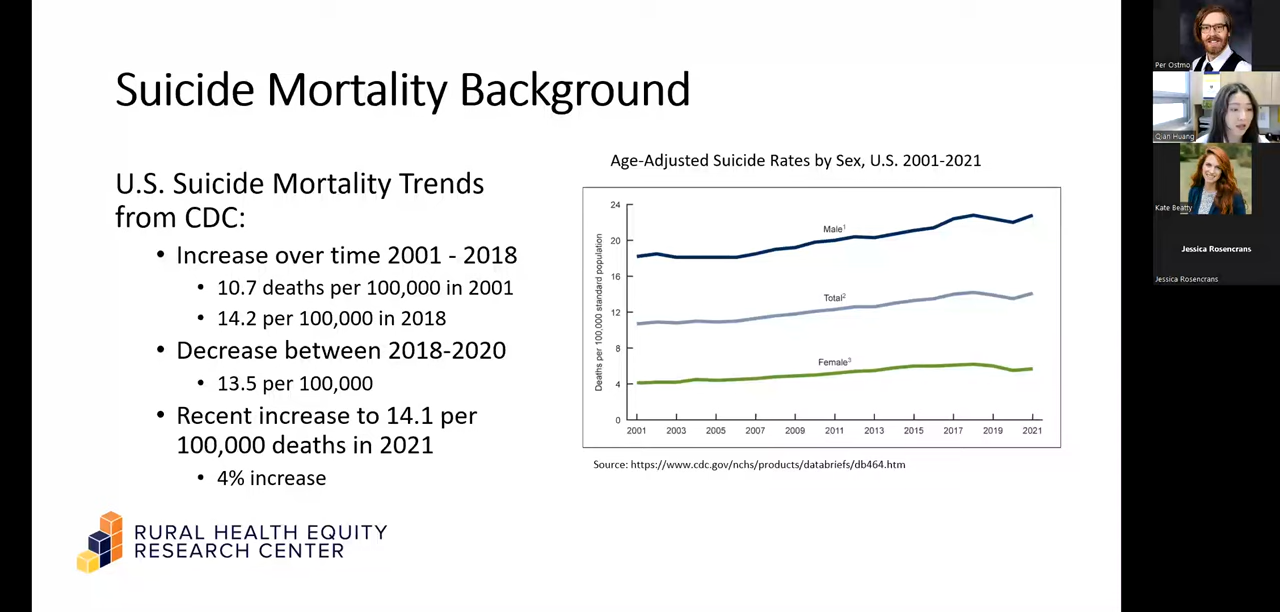 Suicide Mortality Background
U.S. Suicide Mortality Trends
from CDC:
• Increase over time 2001 - 2018
• 10.7 deaths per 100,000 in 2001
• 14.2 per 100,000 in 2018
• Decrease between 2018-2020
• 13.5 per 100,000
• Recent increase to 14.1 per
100,000 deaths in 2021
• 4% increase
RURAL HEALTH EQUITY
RESEARCH CENTER
Age-Adjusted Suicide Rates by Sex, U.S. 2001-2021
Deaths per 100,000 standard population
24
20
16
12
8
4
0
Male¹
Total²
Female³
2001 2003 2005 2007 2009 2011 2013 2015 2017 2019 2021
Source: https://www.cdc.gov/nchs/products/databriefs/db464.htm
Per Ostmo
Qian Huang
Kate Beatty
Jessica Rosencrans
Jessica Rosencrans